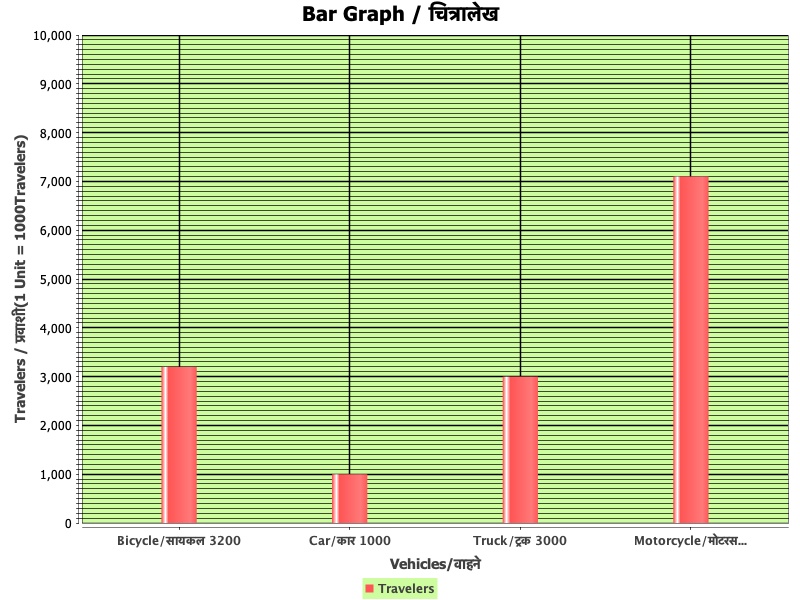 Bar Graph / चित्रालेख
10,000
9,000
8,000
7,000
6,000
5,000
4,000
3,000
2,000
1,000
0
Travelers / प्रवाशी(1 Unit = 1000Travelers)
Bicycle/सायकल 3200
Car/कार 1000
Truck/ट्रक 3000
Motorcycle/मोटरस...
Vehicles/वाहने
Travelers